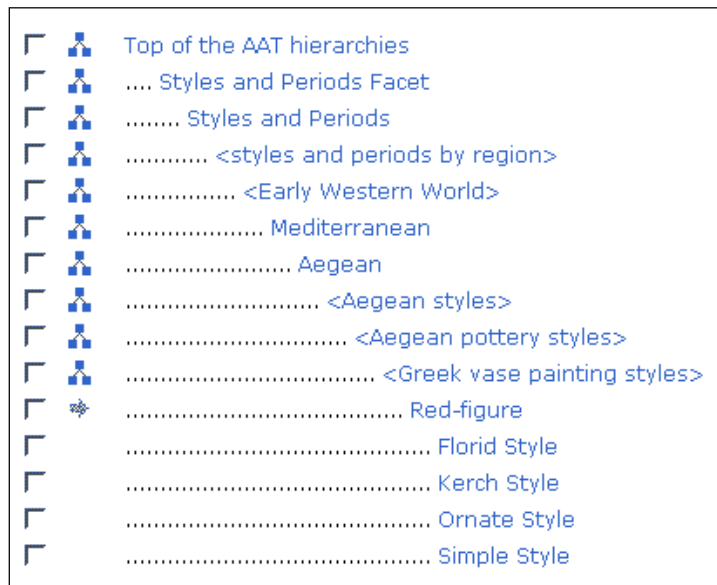 Top of the AAT hierarchies
.... Styles and Periods Facet
........ Styles and Periods
............ <styles and periods by region>
................ <Early Western World>
.................... Mediterranean
........................ Aegean
............................ <Aegean styles>
................................ <Aegean pottery styles>
.................................... <Greek vase painting styles>
........................................ Red-figure
............................................ Florid Style
............................................ Kerch Style
............................................ Ornate Style
............................................ Simple Style